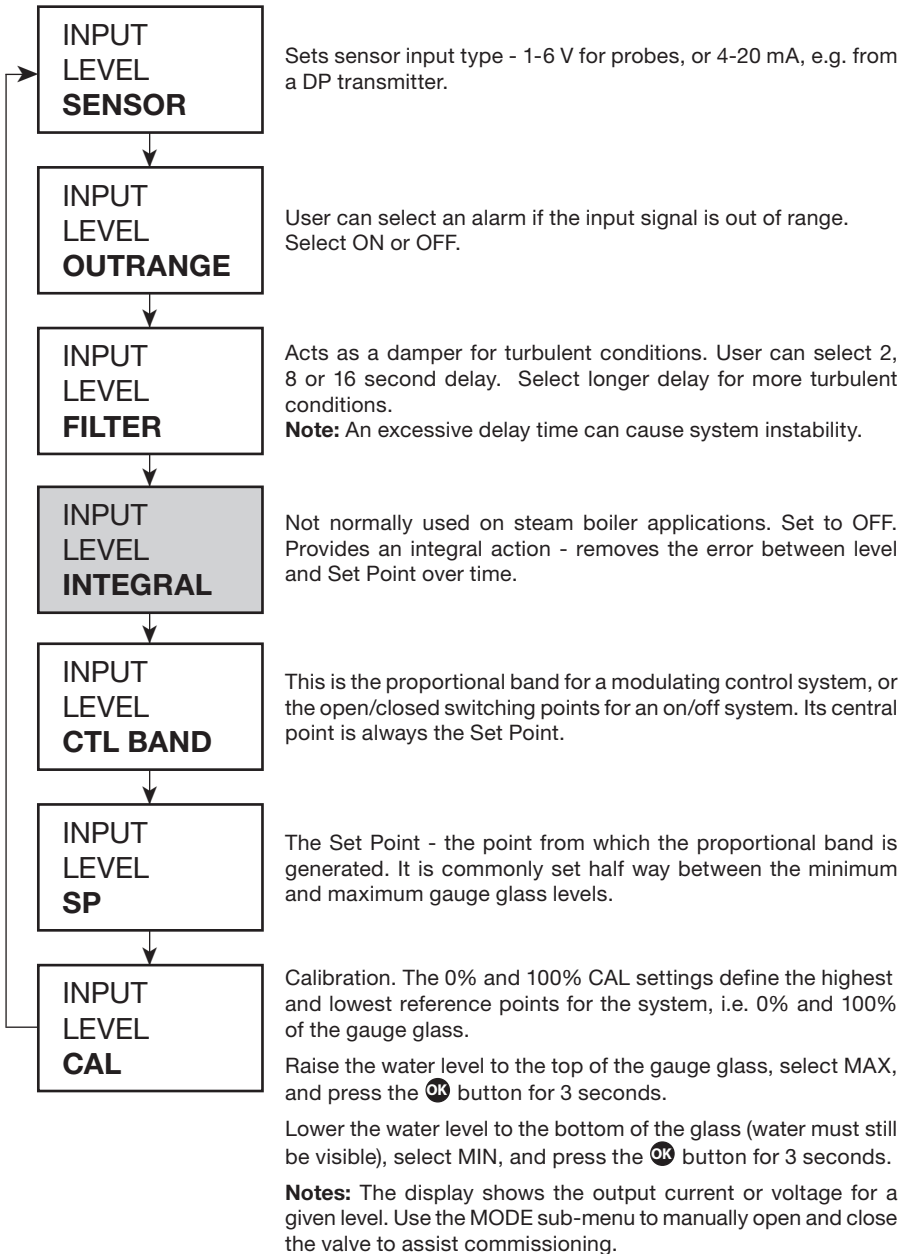 INPUT
LEVEL
SENSOR
Sets sensor input type - 1-6 V for probes, or 4-20 mA, e.g. from
a DP transmitter.
INPUT
LEVEL
OUTRANGE
User can select an alarm if the input signal is out of range.
Select ON or OFF.
INPUT
LEVEL
FILTER
Acts as a damper for turbulent conditions. User can select 2,
8 or 16 second delay. Select longer delay for more turbulent
conditions.
Note: An excessive delay time can cause system instability.
INPUT
LEVEL
INTEGRAL
Not normally used on steam boiler applications. Set to OFF.
Provides an integral action - removes the error between level
and Set Point over time.
INPUT
LEVEL
CTL BAND
This is the proportional band for a modulating control system, or
the open/closed switching points for an on/off system. Its central
point is always the Set Point.
INPUT
LEVEL
SP
The Set Point - the point from which the proportional band is
generated. It is commonly set half way between the minimum
and maximum gauge glass levels.
INPUT
LEVEL
CAL
Calibration. The 0% and 100% CAL settings define the highest
and lowest reference points for the system, i.e. 0% and 100%
of the gauge glass.
Raise the water level to the top of the gauge glass, select MAX,
and press the OK button for 3 seconds.
Lower the water level to the bottom of the glass (water must still
be visible), select MIN, and press the OK button for 3 seconds.
Notes: The display shows the output current or voltage for a
given level. Use the MODE sub-menu to manually open and close
the valve to assist commissioning.